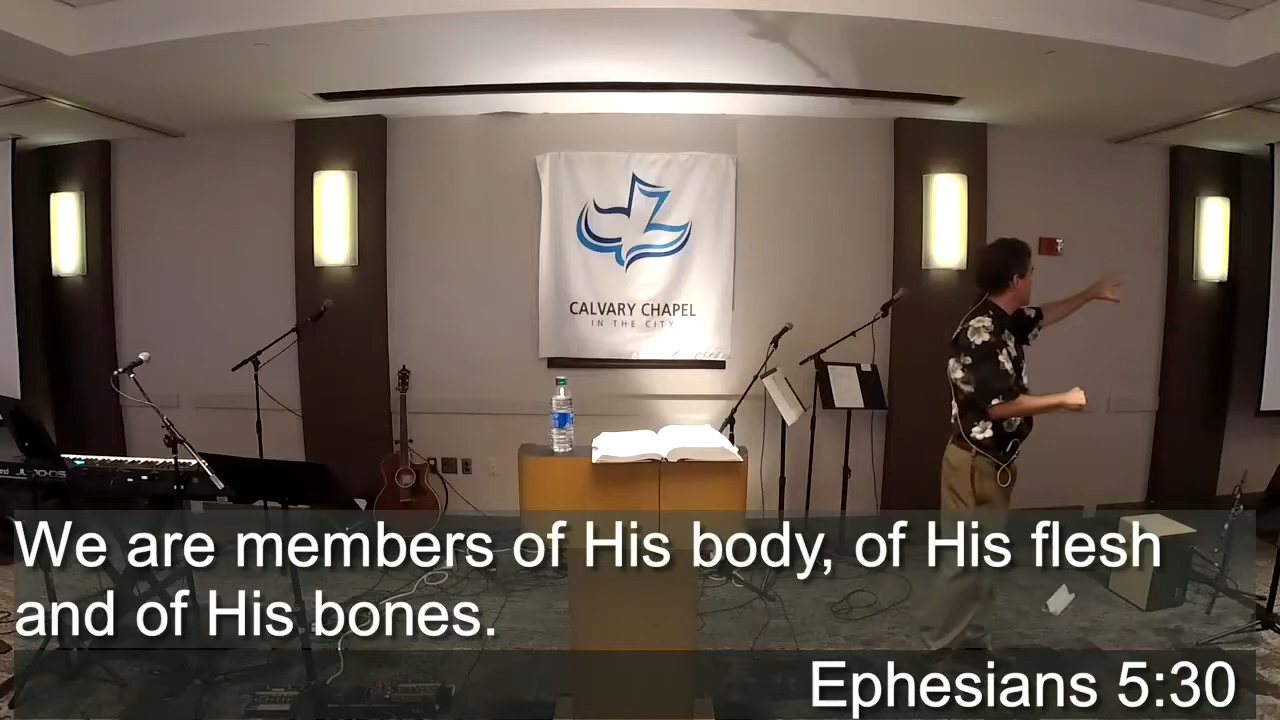 CALVARY CHAPEL
IN THE CITY
We are members of His body, of His flesh
and of His bones.
Ephesians 5:30